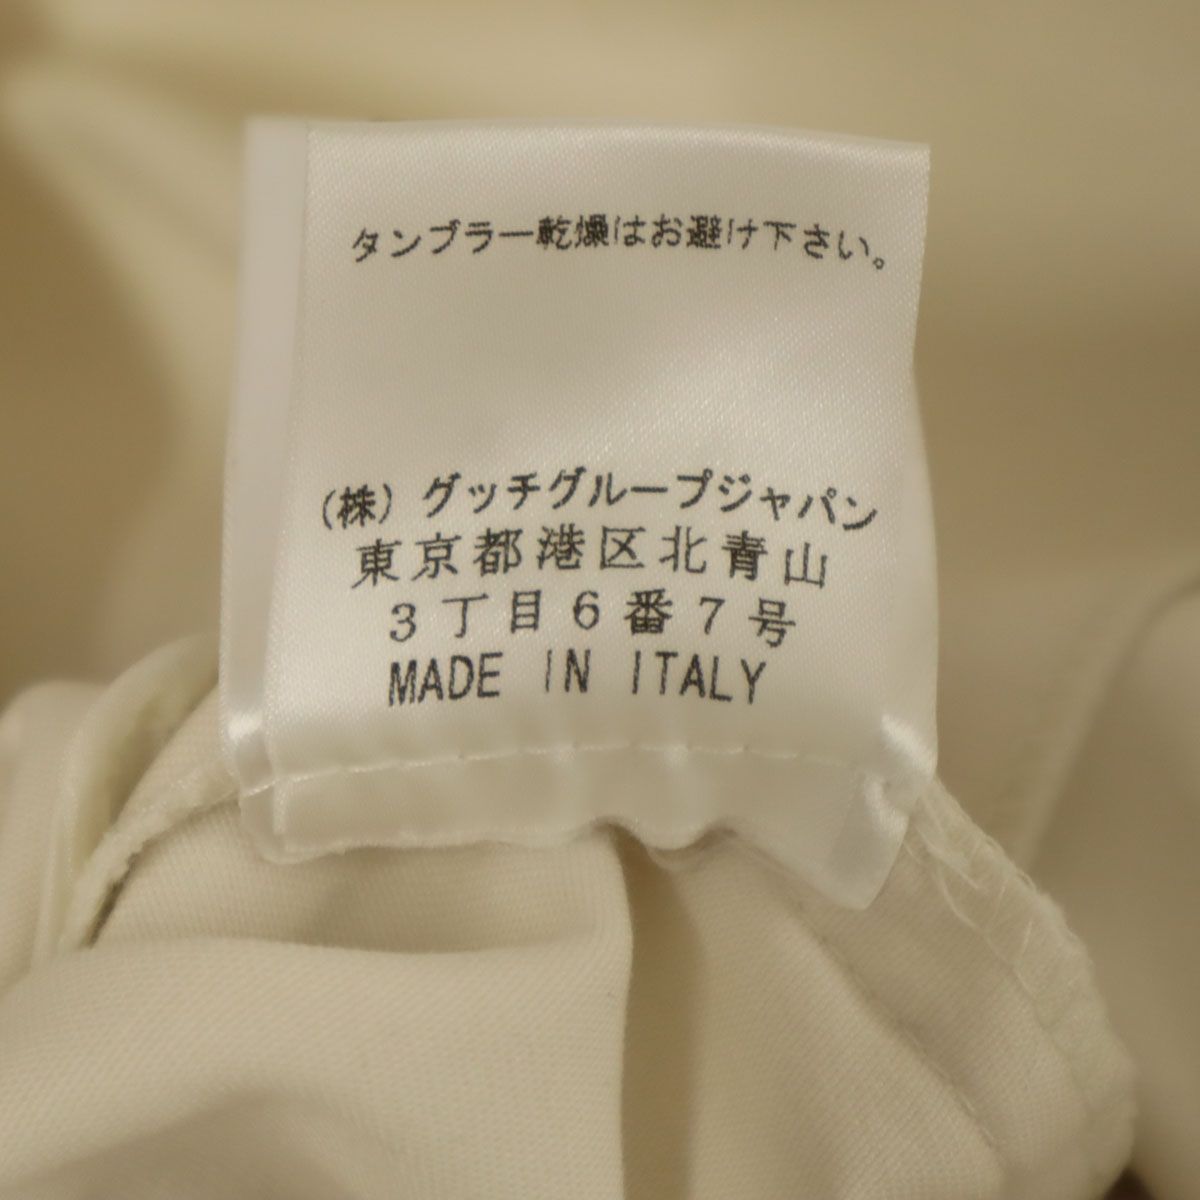 タンブラー乾燥はお避け下さい。
(株) グッチグループジャパン
東京都港区北青山
3丁目6番7号
MADE IN ITALY